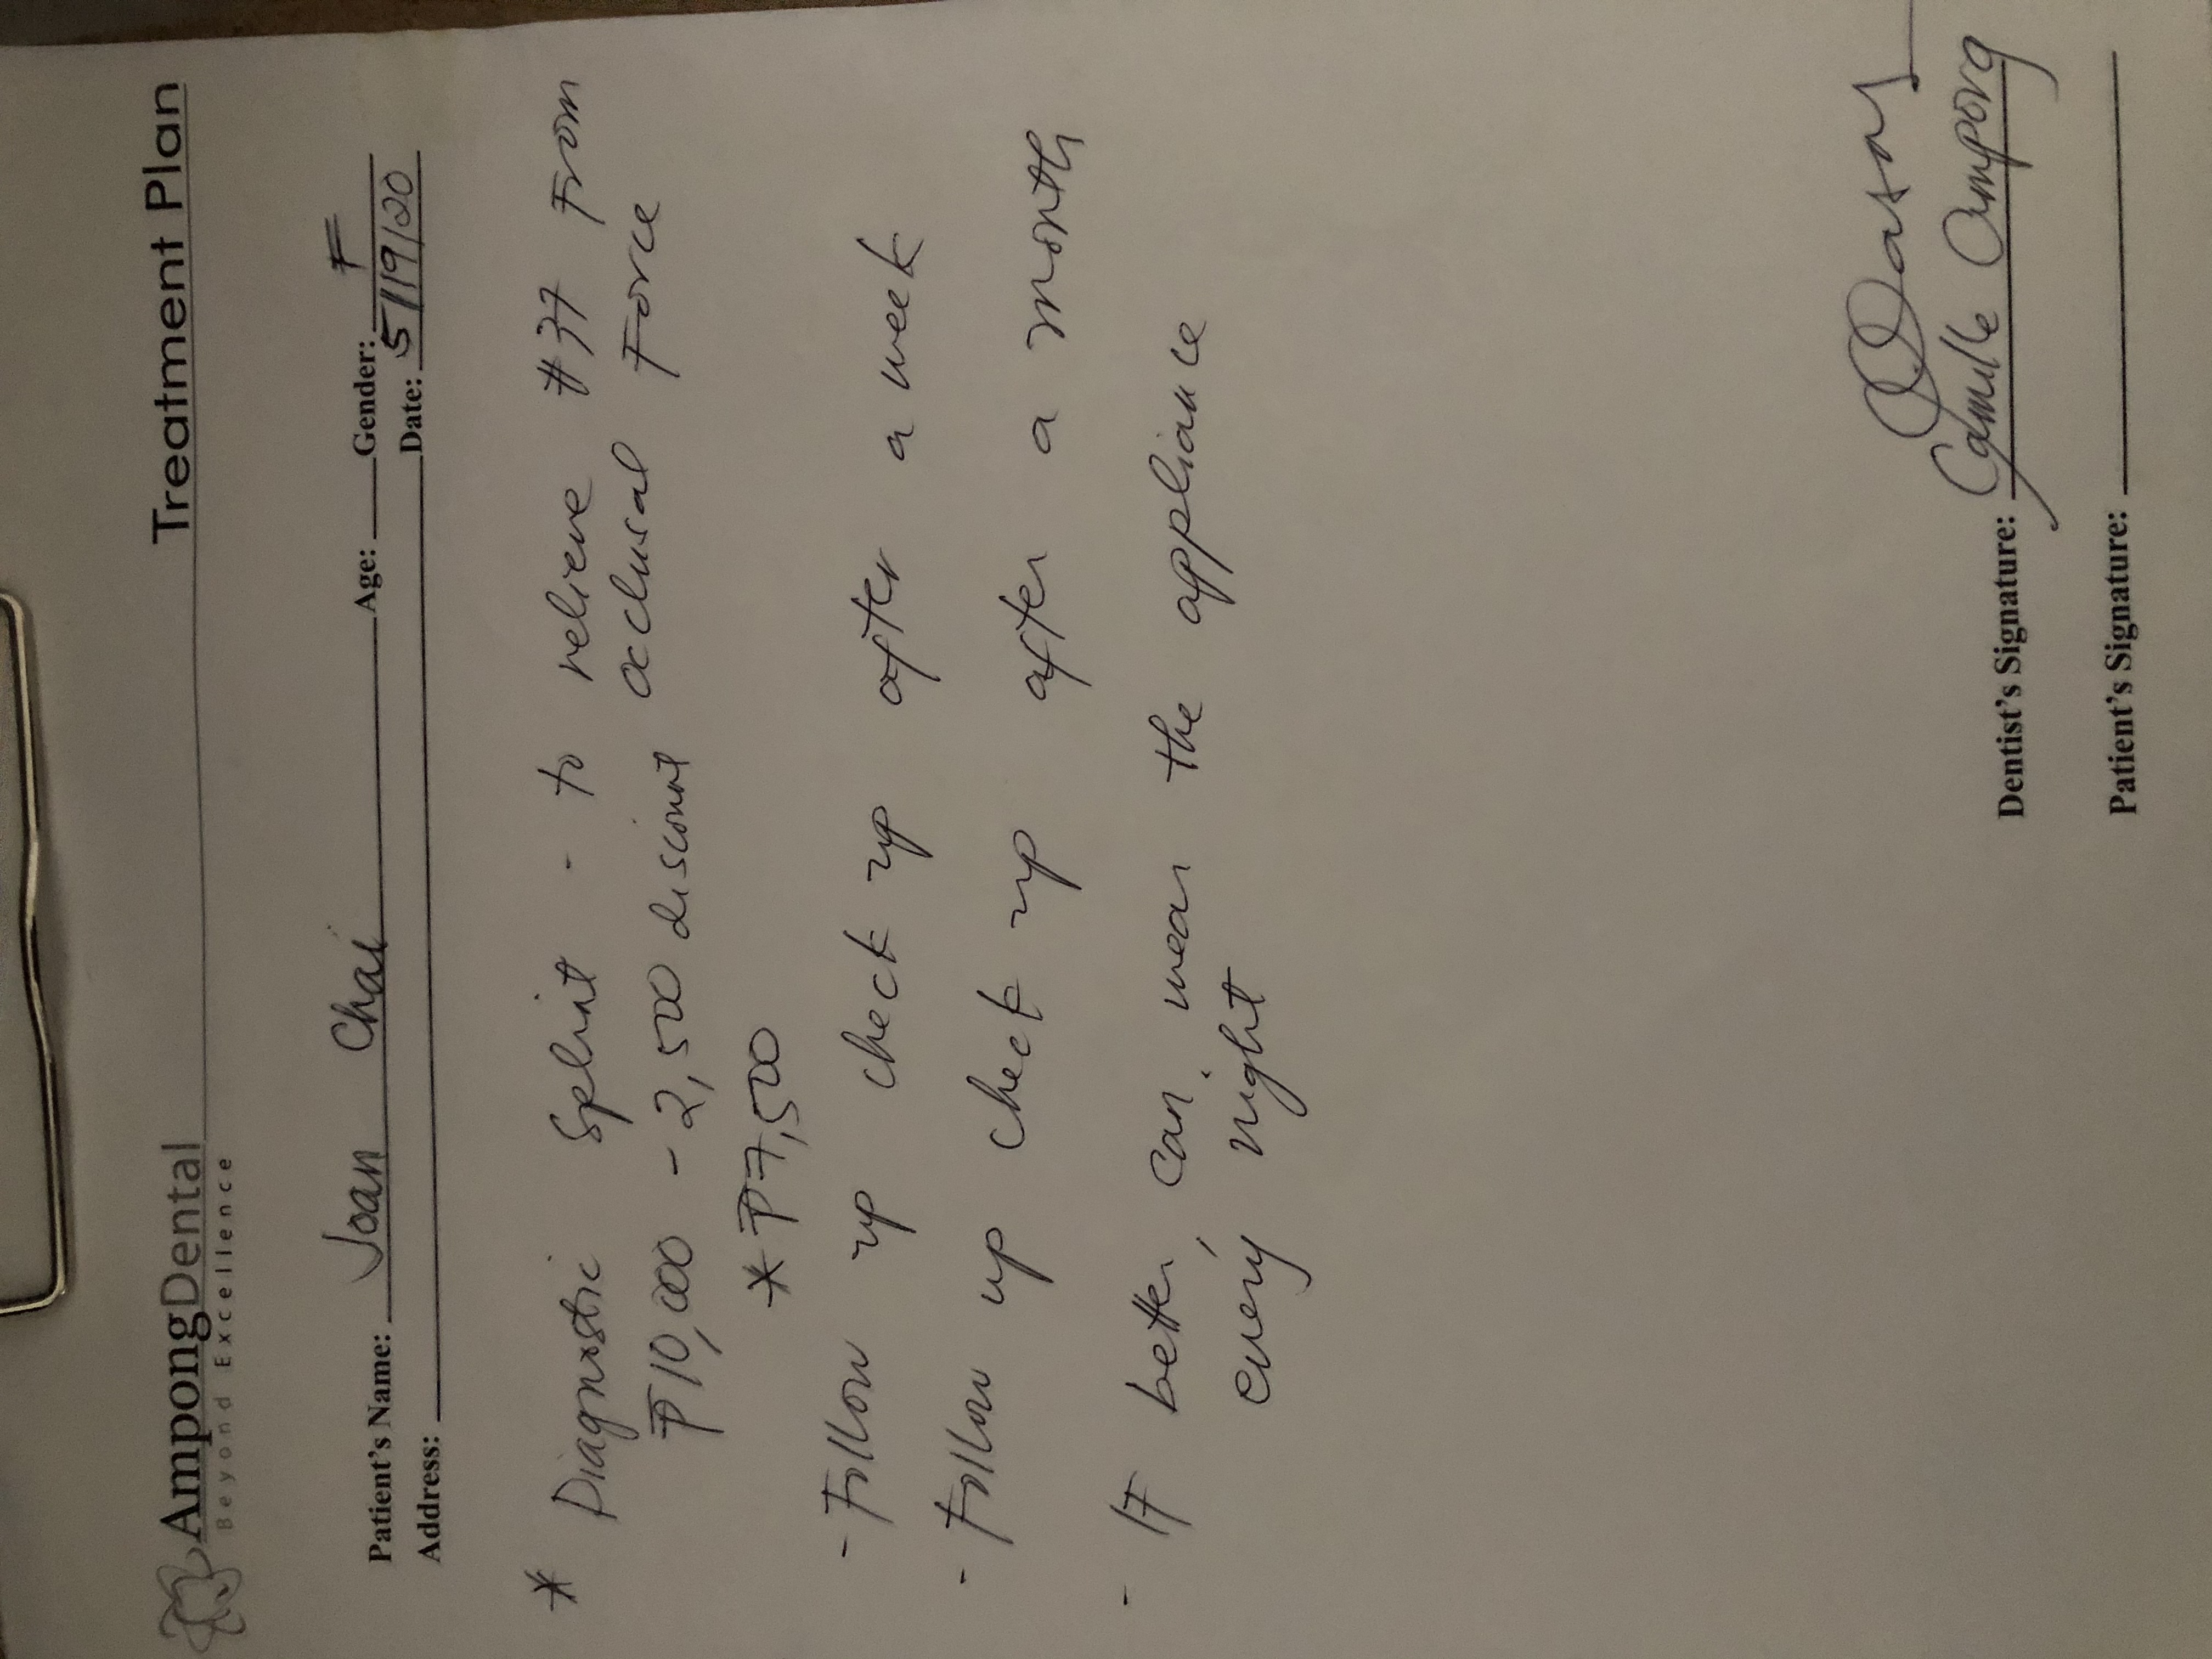 AmpongDental
Beyond Excellence
Treatment Plan
Patient's Name: Joan Chai Age: Gender: F
Address: Date: 5/19/20
* Diagnostic Splint - to relieve #37 From
occlusal Force
₱10,000 - 2,500 discount
* ₱7,500
- Follow up check up after a week
- Follow up check up after a month
- IF better, can wear the appliance
every night
Dentist's Signature: Camille Ampong
Patient's Signature: